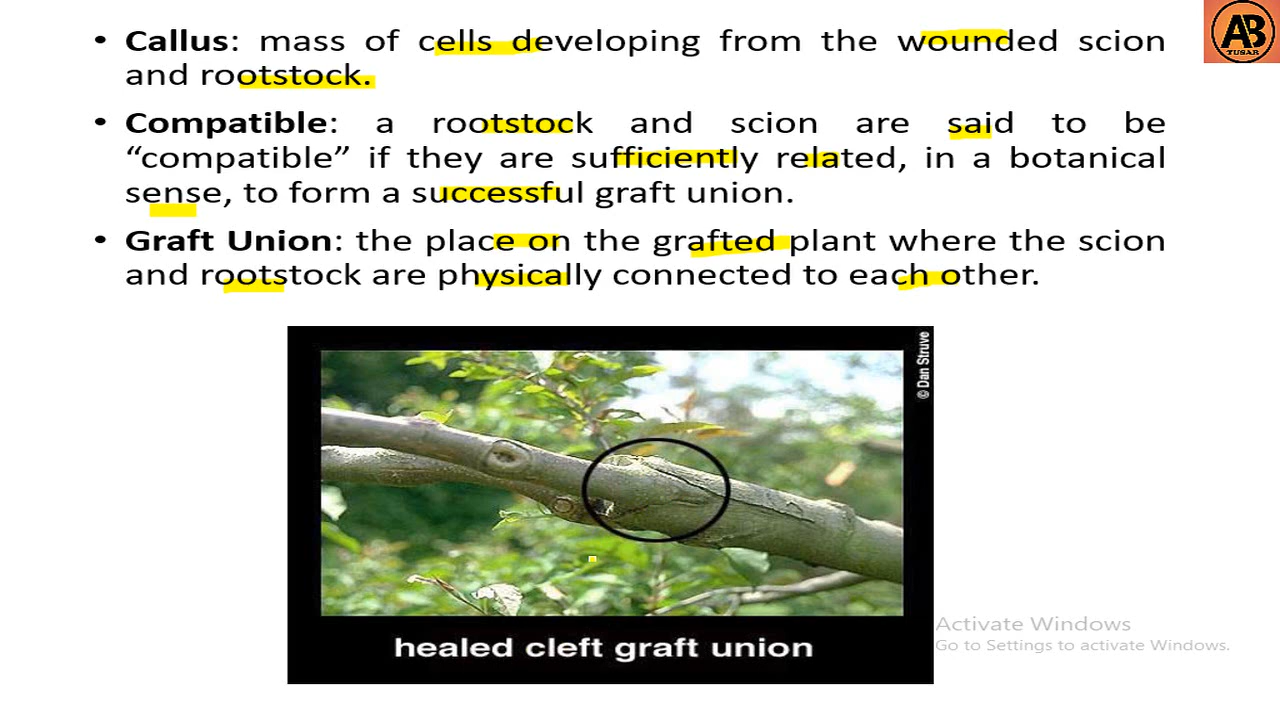 • Callus: mass of cells developing from the wounded scion
and rootstock.
• Compatible: a rootstock and scion are said to be
“compatible” if they are sufficiently related, in a botanical
sense, to form a successful graft union.
• Graft Union: the place on the grafted plant where the scion
and rootstock are physically connected to each other.
AB
TUSAR
© Dan Struve
healed cleft graft union
Activate Windows
Go to Settings to activate Windows.